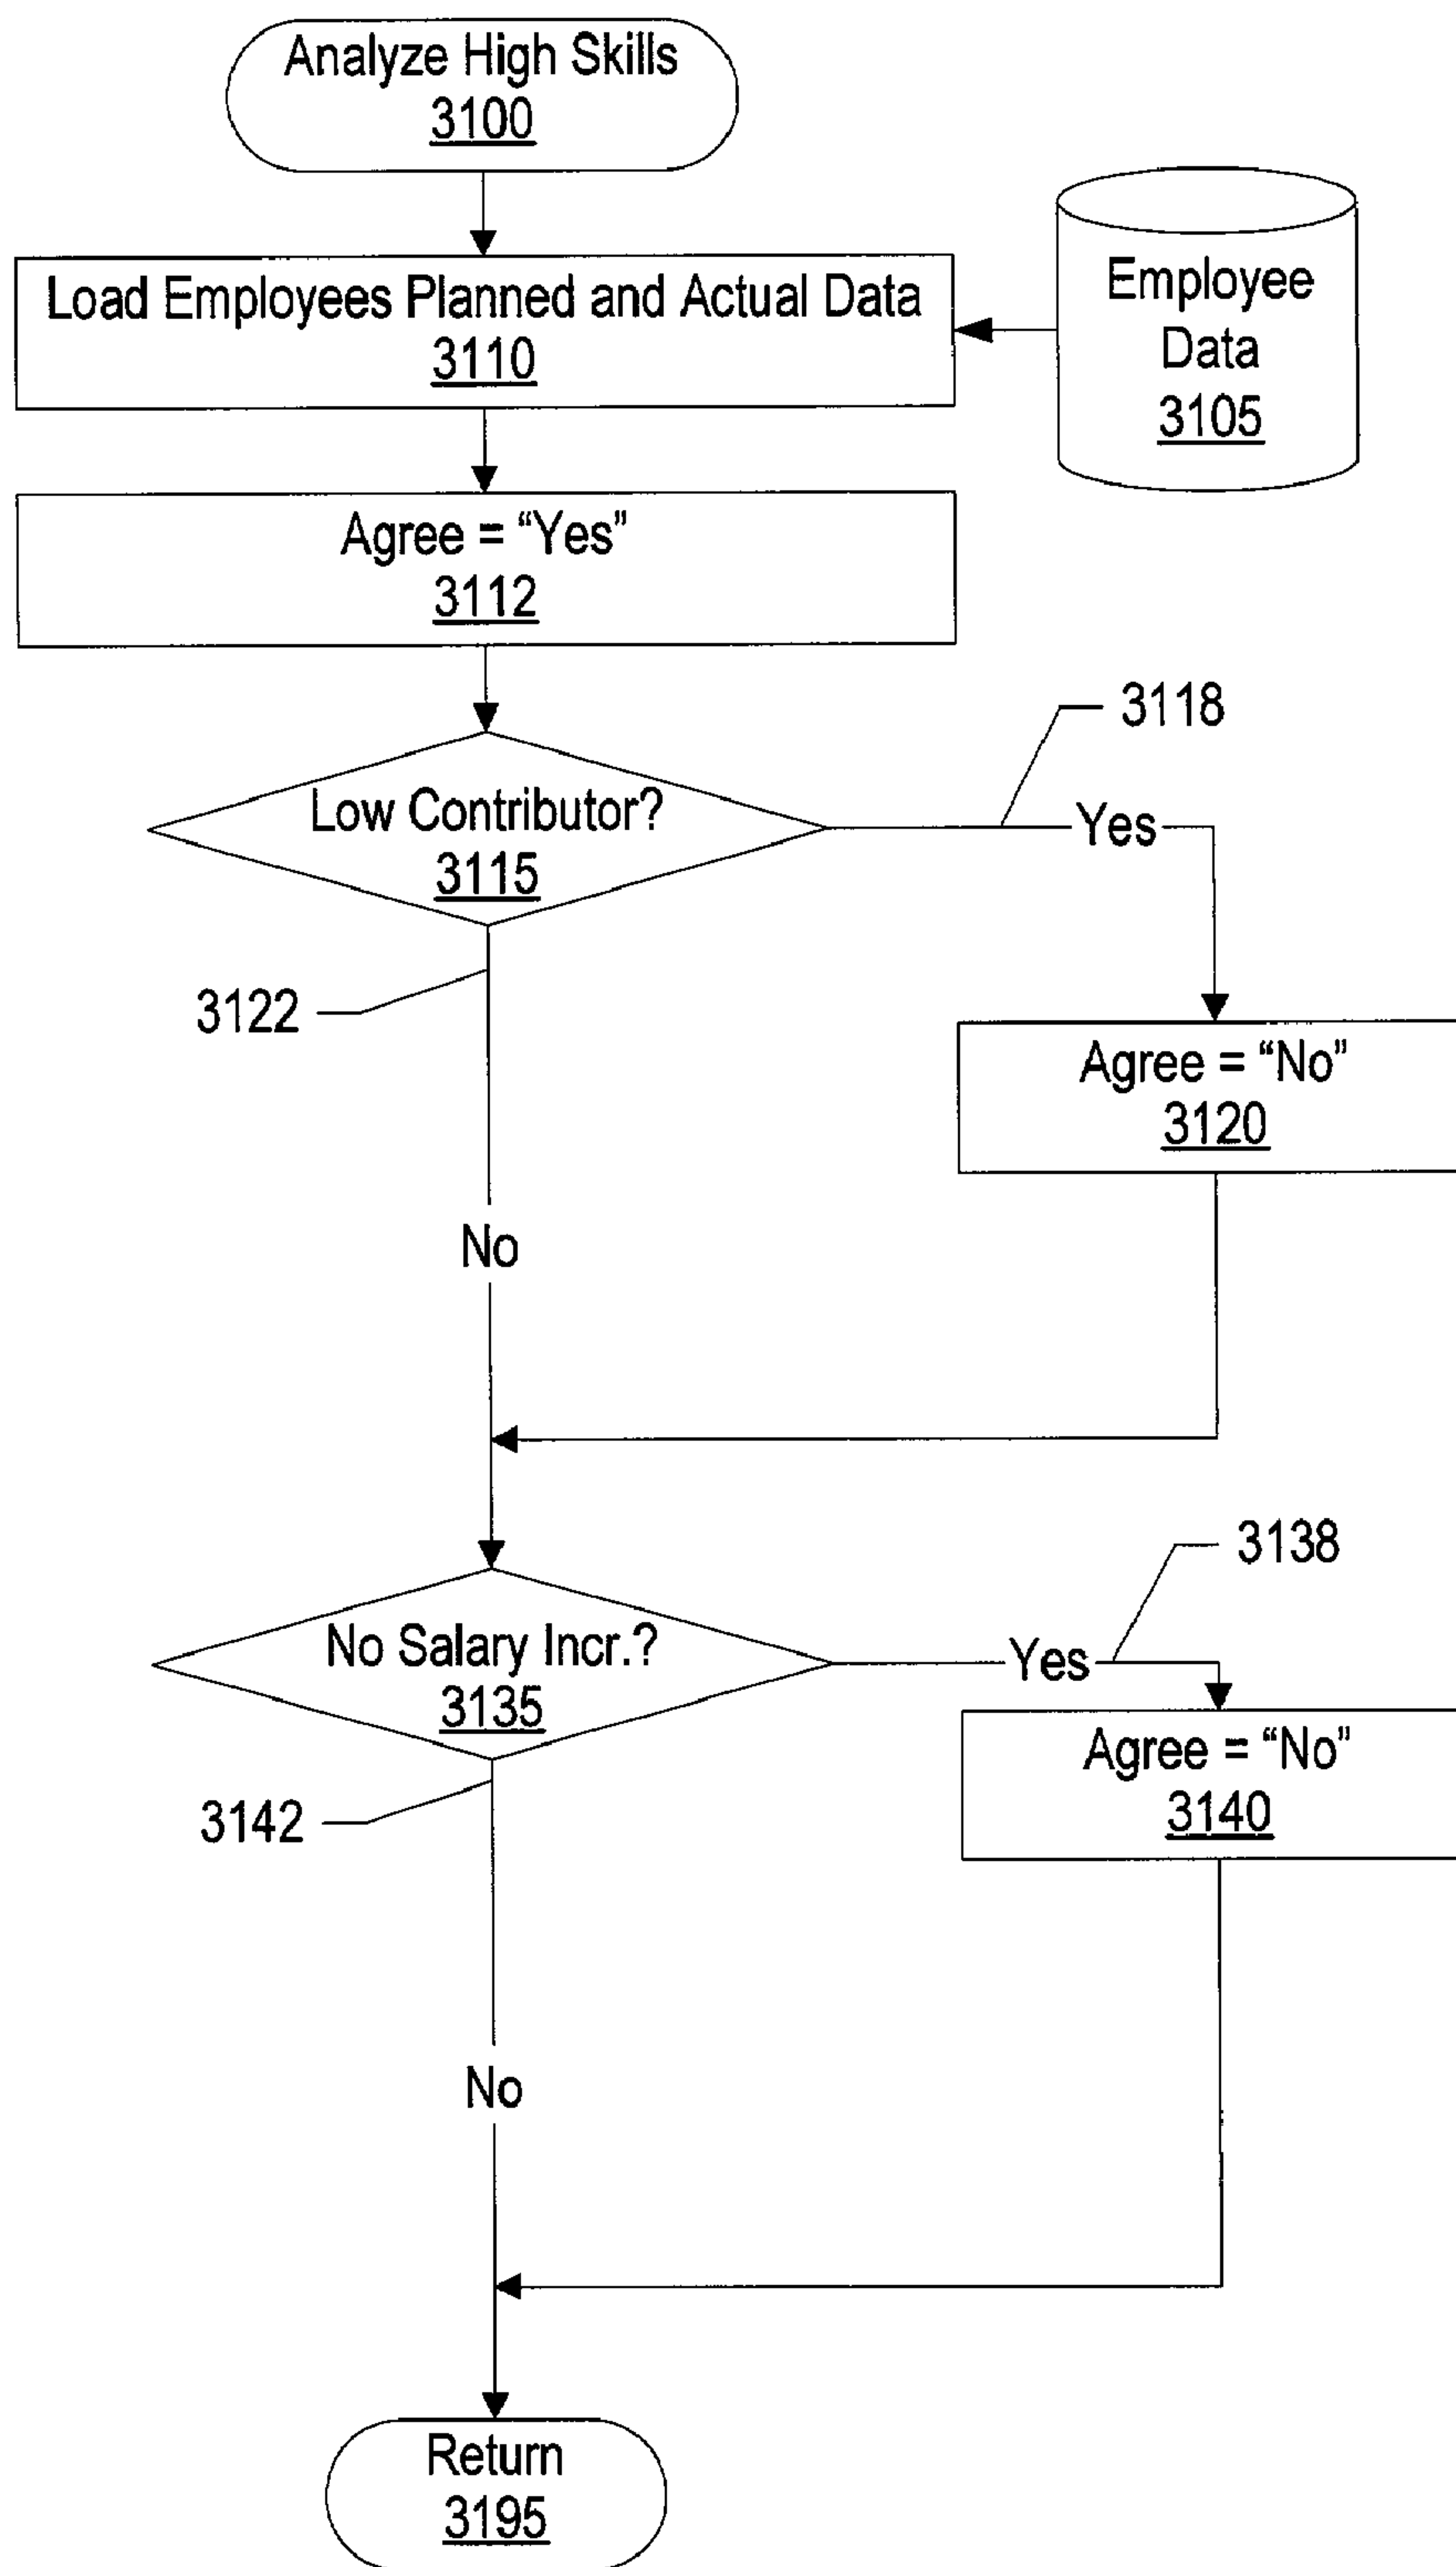 Analyze High Skills
3100
Load Employees Planned and Actual Data
3110
Employee
Data
3105
Agree = “Yes”
3112
3118
Low Contributor?
3115
Yes
3122
Agree = “No”
3120
No
3138
No Salary Incr.?
3135
Yes
3142
Agree = “No”
3140
No
Return
3195